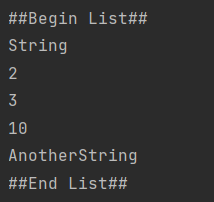 ##Begin List##
String
2
3
10
AnotherString
##End List##